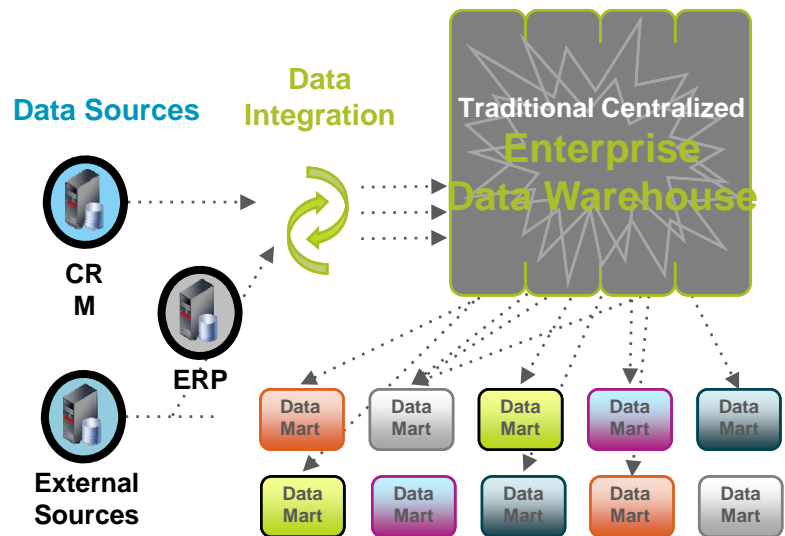 Data Sources
Data
Integration
Traditional Centralized
Enterprise
Data Warehouse
CR
M
ERP
External
Sources
Data
Mart
Data
Mart
Data
Mart
Data
Mart
Data
Mart
Data
Mart
Data
Mart
Data
Mart
Data
Mart
Data
Mart